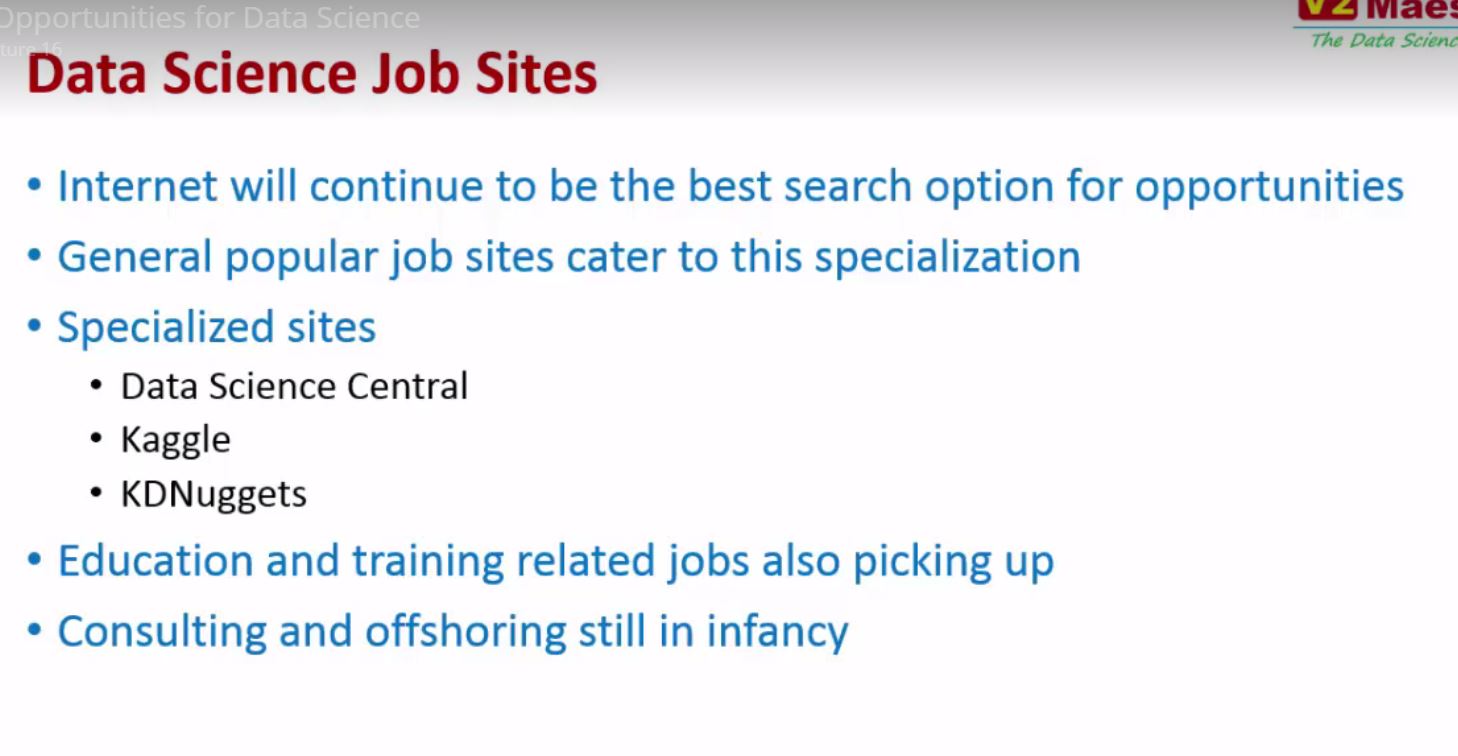 Opportunities for Data Science
V2 Maes
ture 16
The Data Scienc
Data Science Job Sites
• Internet will continue to be the best search option for opportunities
• General popular job sites cater to this specialization
• Specialized sites
• Data Science Central
• Kaggle
• KDNuggets
• Education and training related jobs also picking up
• Consulting and offshoring still in infancy